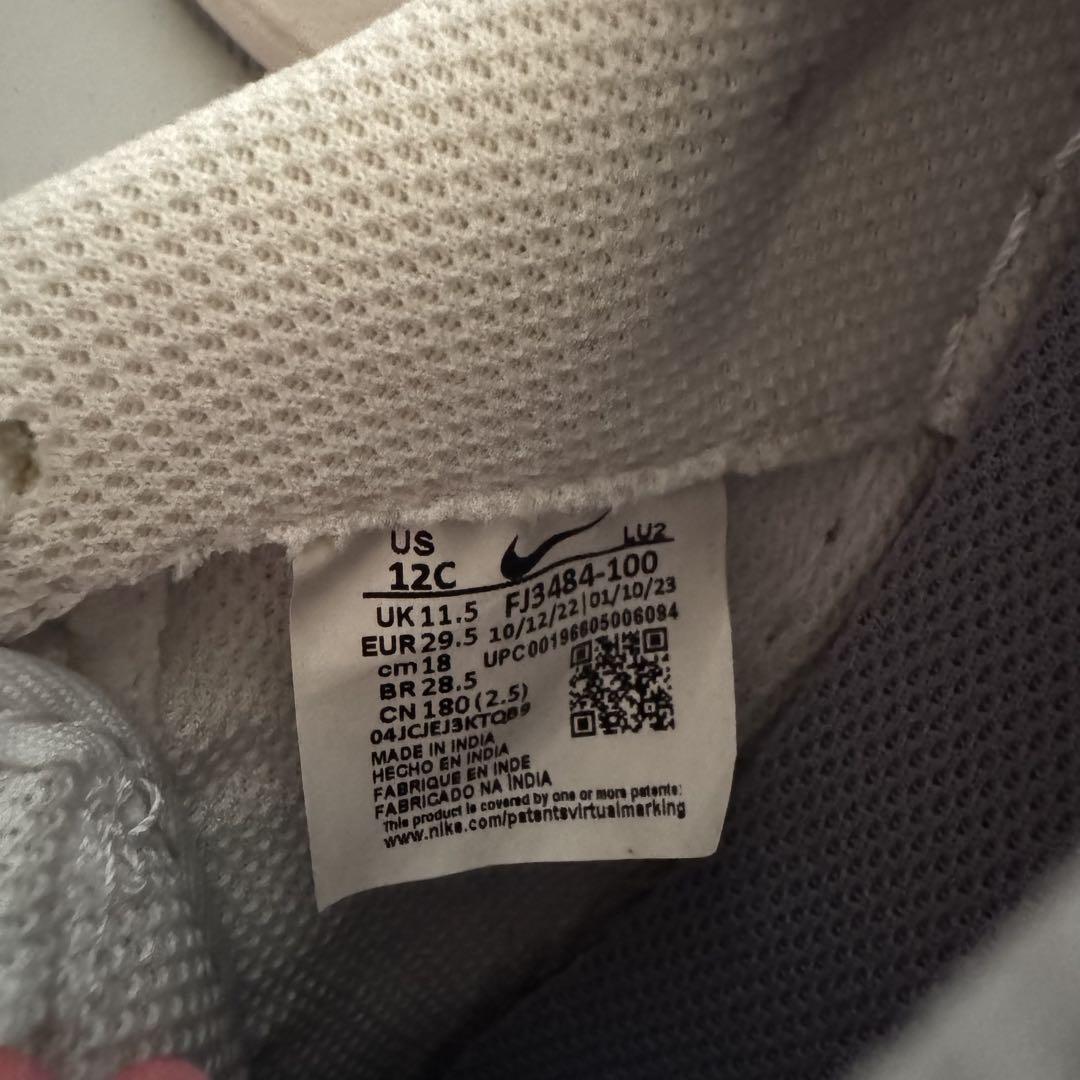 US
LU2
12C
FJ3484-100
UK 11.5
10/12/22|01/10/23
EUR 29.5
UPC 00196605006094
cm 18
BR 28.5
CN 180 (2.5)
04JCJEJ3KTQB9
MADE IN INDIA
HECHO EN INDIA
FABRIQUE EN INDE
FABRICADO NA INDIA
This product is covered by one or more patents:
www.nike.com/patentsvirtualmarking